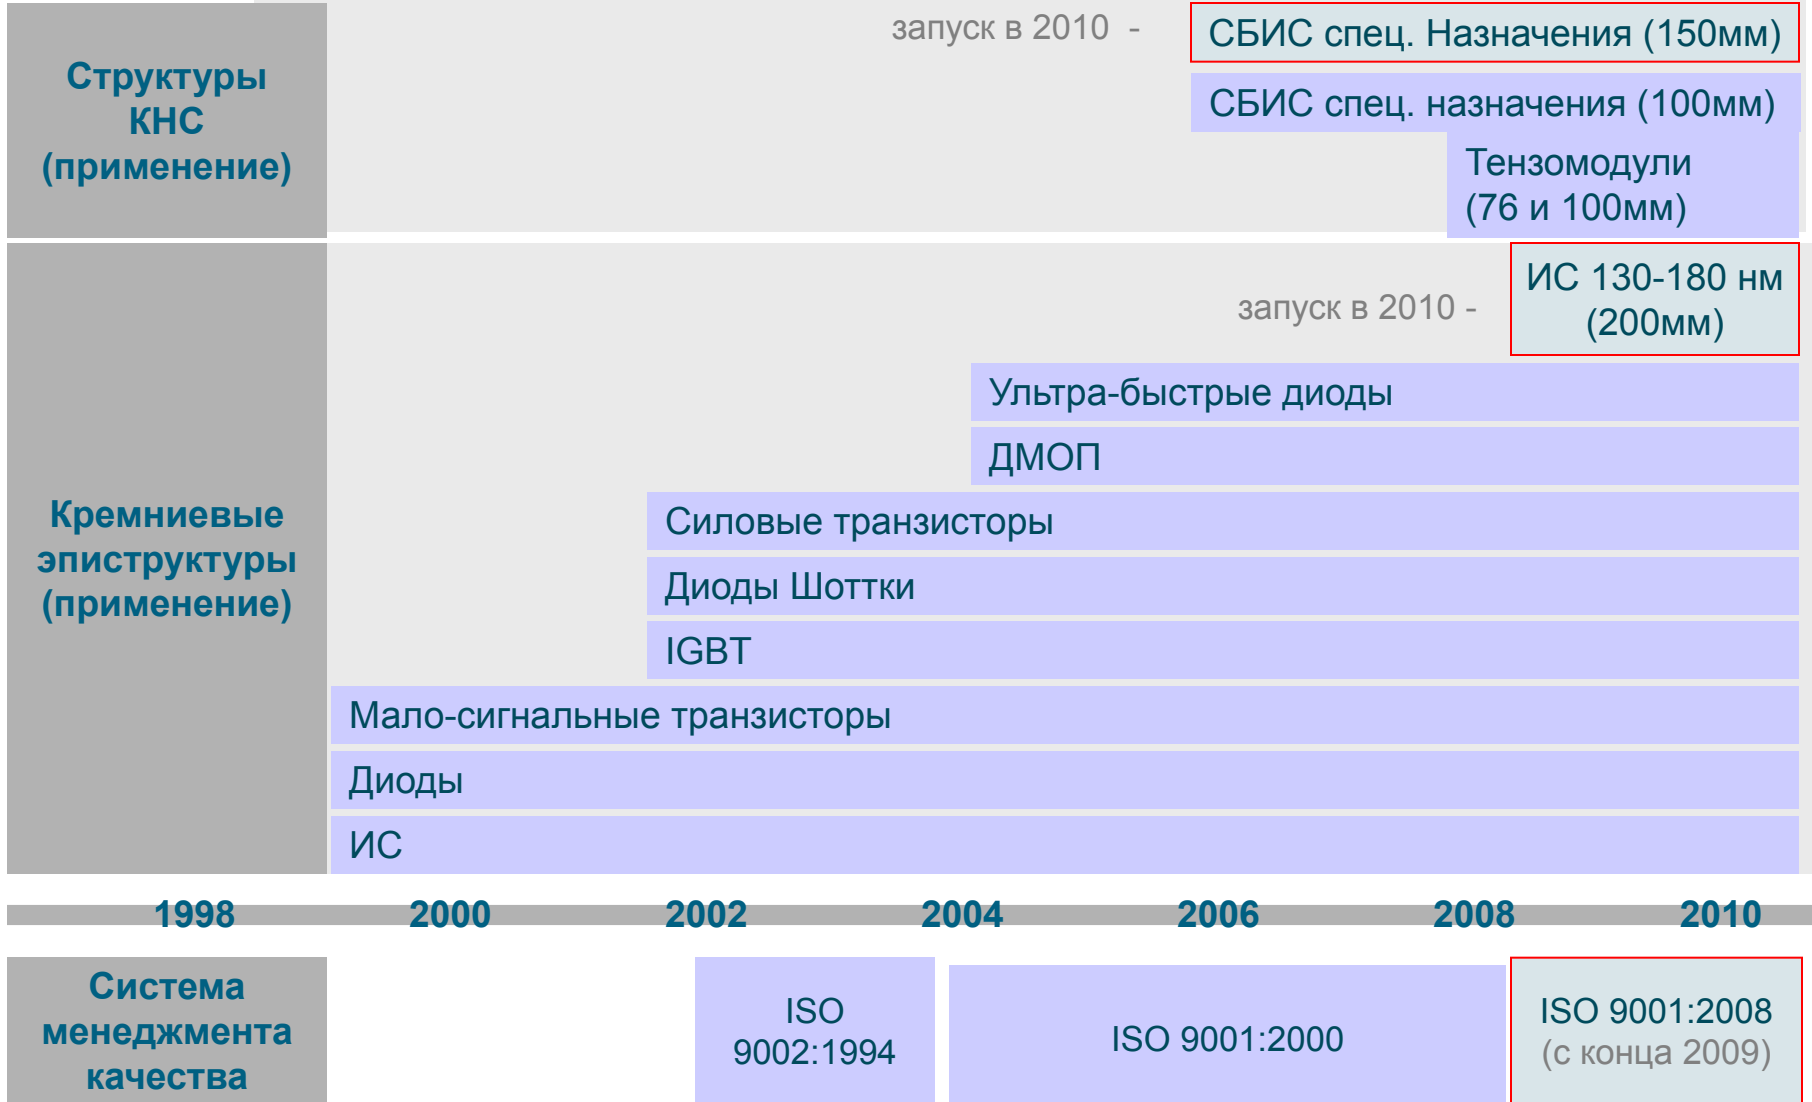 Структуры
КНС
(применение)
запуск в 2010  -
СБИС спец. Назначения (150мм)
СБИС спец. назначения (100мм)
Тензомодули
(76 и 100мм)
Кремниевые
эписτруктуры
(применение)
запуск в 2010 -
ИС 130-180 нм
(200мм)
Ультра-быстрые диоды
ДМОП
Силовые транзисторы
Диоды Шоттки
IGBT
Мало-сигнальные транзисторы
Диоды
ИС
1998 2000 2002 2004 2006 2008 2010
Система
менеджмента
качества
ISO
9002:1994
ISO 9001:2000
ISO 9001:2008
(с конца 2009)